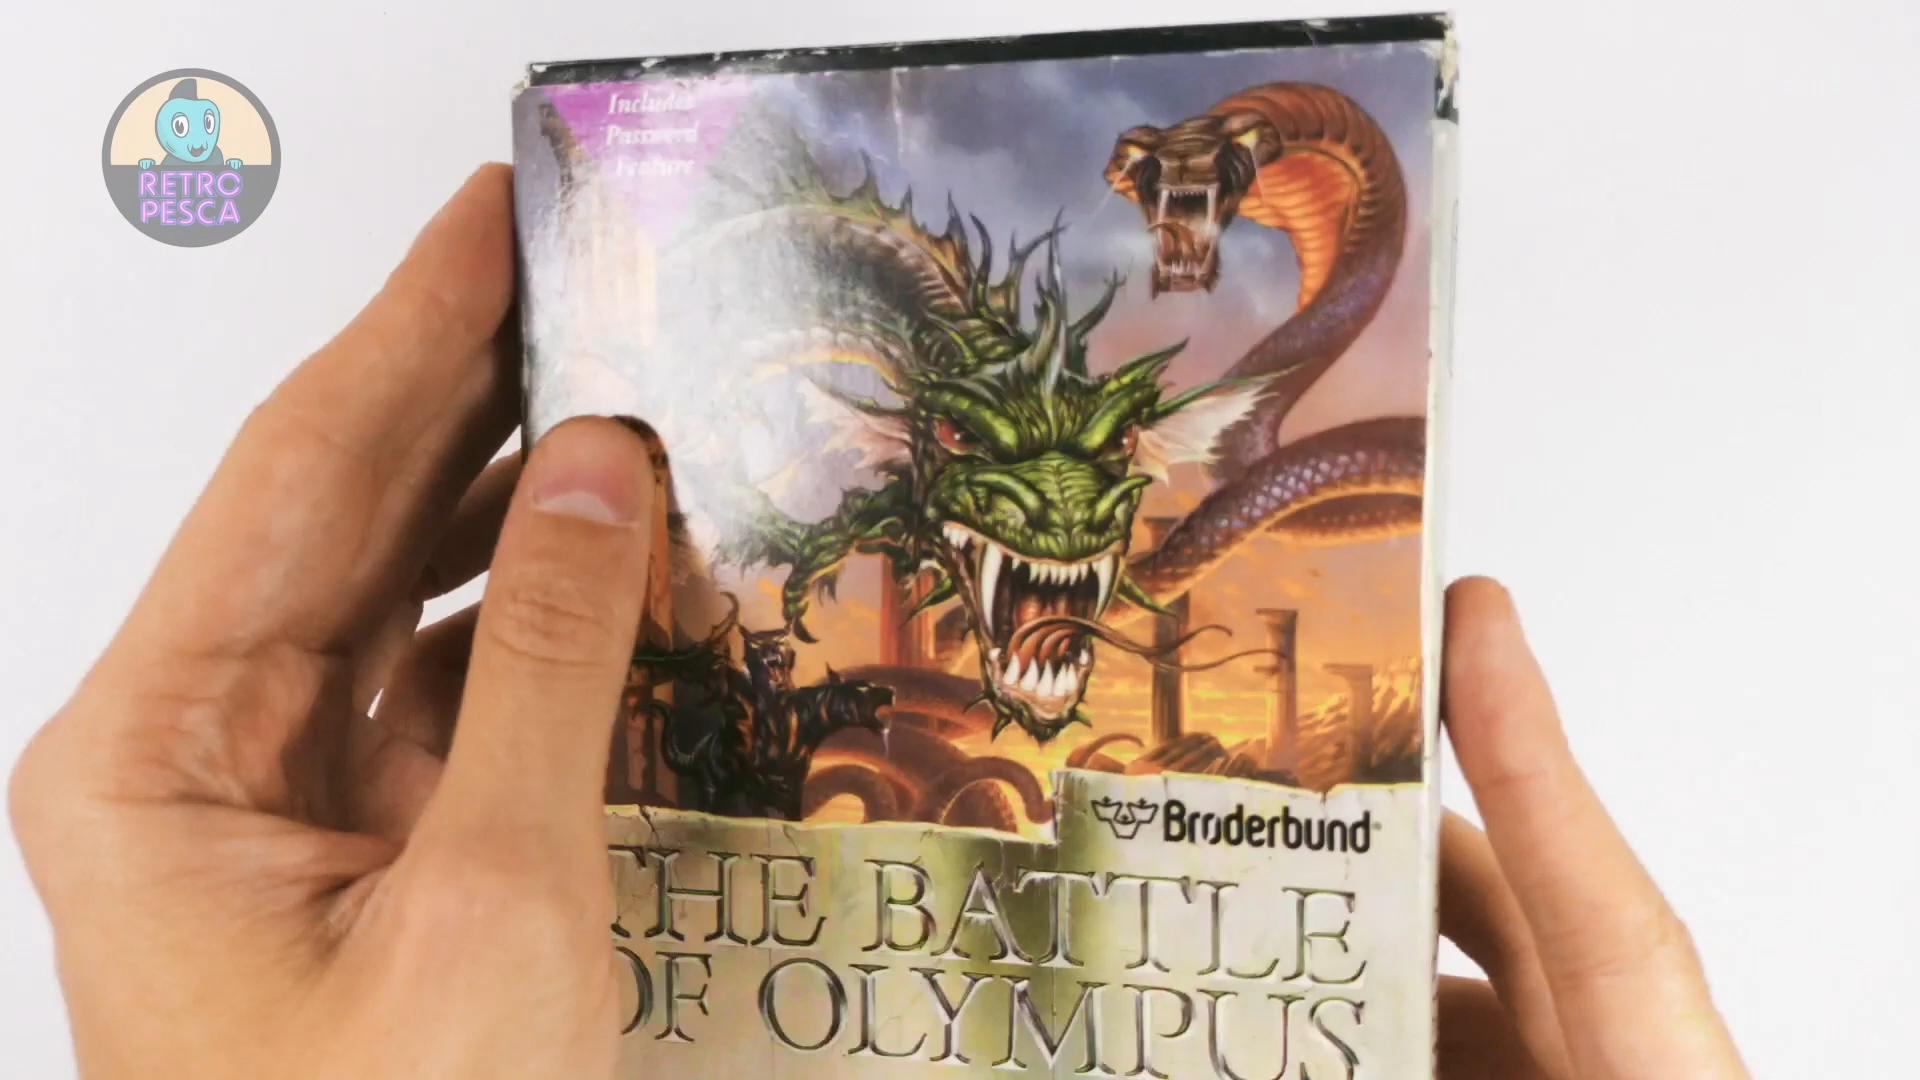 RETRO
PESCA
Includes
Password
Feature
Brøderbund
THE BATTLE
OF OLYMPUS